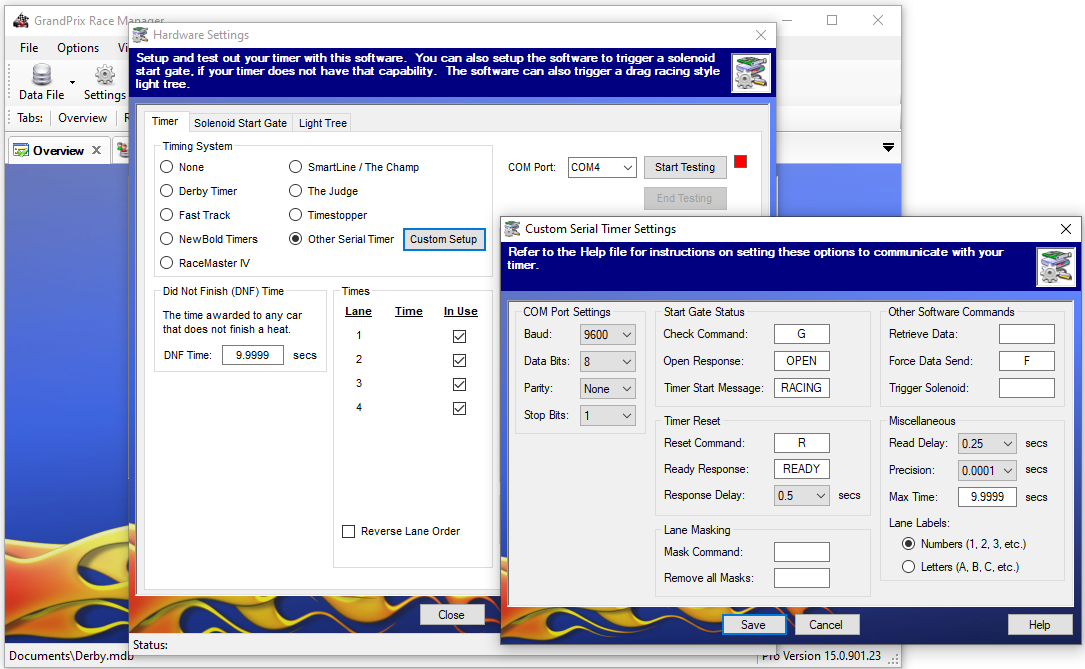 GrandPrix Race Manager
File Options Vi
Data File Settings
Tabs: Overview R
Overview
Hardware Settings
Setup and test out your timer with this software. You can also setup the software to trigger a solenoid
start gate, if your timer does not have that capability. The software can also trigger a drag racing style
light tree.
Timer Solenoid Start Gate Light Tree
Timing System
None SmartLine / The Champ
Derby Timer The Judge
Fast Track Timestopper
NewBold Timers Other Serial Timer Custom Setup
RaceMaster IV
COM Port: COM4 Start Testing
End Testing
Did Not Finish (DNF) Time
The time awarded to any car
that does not finish a heat.
DNF Time: 9.9999 secs
Times
Lane Time In Use
1
2
3
4
Reverse Lane Order
Close
Status:
Documents\Derby.mdb
Pro Version 15.0.901.23
Custom Serial Timer Settings
Refer to the Help file for instructions on setting these options to communicate with your
timer.
COM Port Settings
Baud: 9600
Data Bits: 8
Parity: None
Stop Bits: 1
Start Gate Status
Check Command: G
Open Response: OPEN
Timer Start Message: RACING
Timer Reset
Reset Command: R
Ready Response: READY
Response Delay: 0.5 secs
Lane Masking
Mask Command:
Remove all Masks:
Other Software Commands
Retrieve Data:
Force Data Send: F
Trigger Solenoid:
Miscellaneous
Read Delay: 0.25 secs
Precision: 0.0001 secs
Max Time: 9.9999 secs
Lane Labels:
Numbers (1, 2, 3, etc.)
Letters (A, B, C, etc.)
Save Cancel Help